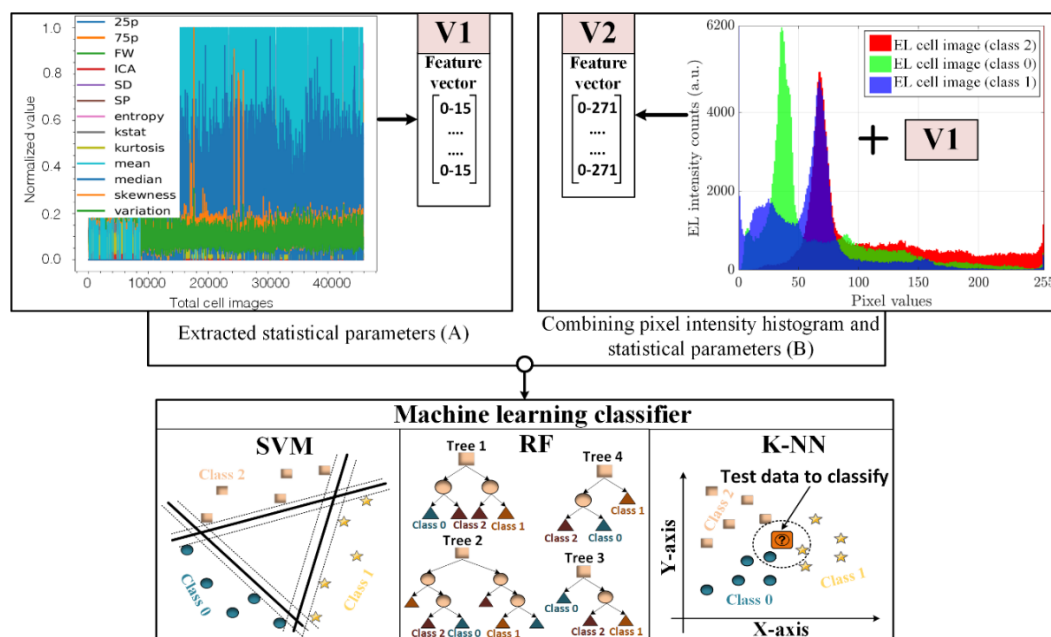 1.0
0.8
0.6
0.4
0.2
0.0
Normalized value
25p
75p
FW
ICA
SD
SP
entropy
kstat
kurtosis
mean
median
skewness
variation
0
10000
20000
30000
40000
Total cell images
V1
Feature
vector
0-15
....
....
0-15
V2
Feature
vector
0-271
....
....
0-271
6200
4000
2000
0
EL intensity counts (a.u.)
EL cell image (class 2)
EL cell image (class 0)
EL cell image (class 1)
+ V1
0
50
100
150
200
255
Pixel values
Extracted statistical parameters (A)
Combining pixel intensity histogram and
statistical parameters (B)
Machine learning classifier
SVM
Class 2
Class 1
Class 0
RF
Tree 1
Class 0
Class 2
Class 1
Tree 4
Class 1
Class 2
Class 0
Tree 2
Class 2
Class 0
Class 1
Tree 3
Class 0
Class 2
Class 1
K-NN
Test data to classify
Class 2
?
Class 1
Class 0
Y-axis
X-axis